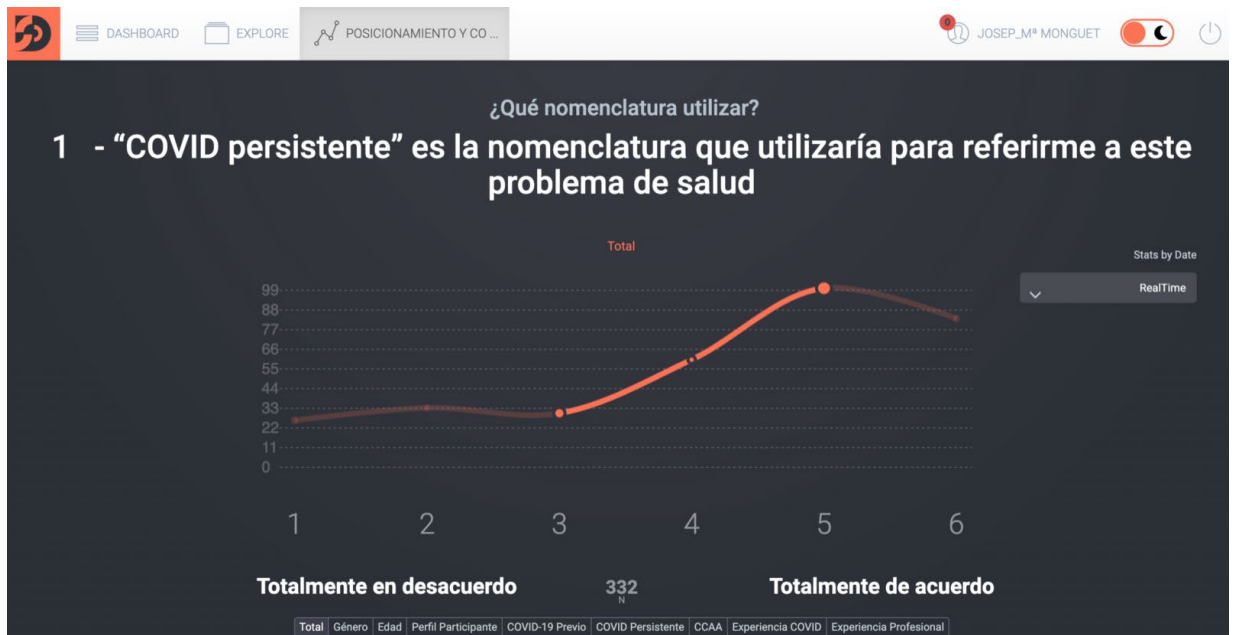 DASHBOARD EXPLORE POSICIONAMIENTO Y CO ... 0 JOSEP_Mª MONGUET
¿Qué nomenclatura utilizar?
1 - “COVID persistente” es la nomenclatura que utilizaría para referirme a este
problema de salud
Total
Stats by Date
RealTime
99
88
77
66
55
44
33
22
11
0
1 2 3 4 5 6
Totalmente en desacuerdo 332 Totalmente de acuerdo
N
Total Género Edad Perfil Participante COVID-19 Previo COVID Persistente CCAA Experiencia COVID Experiencia Profesional